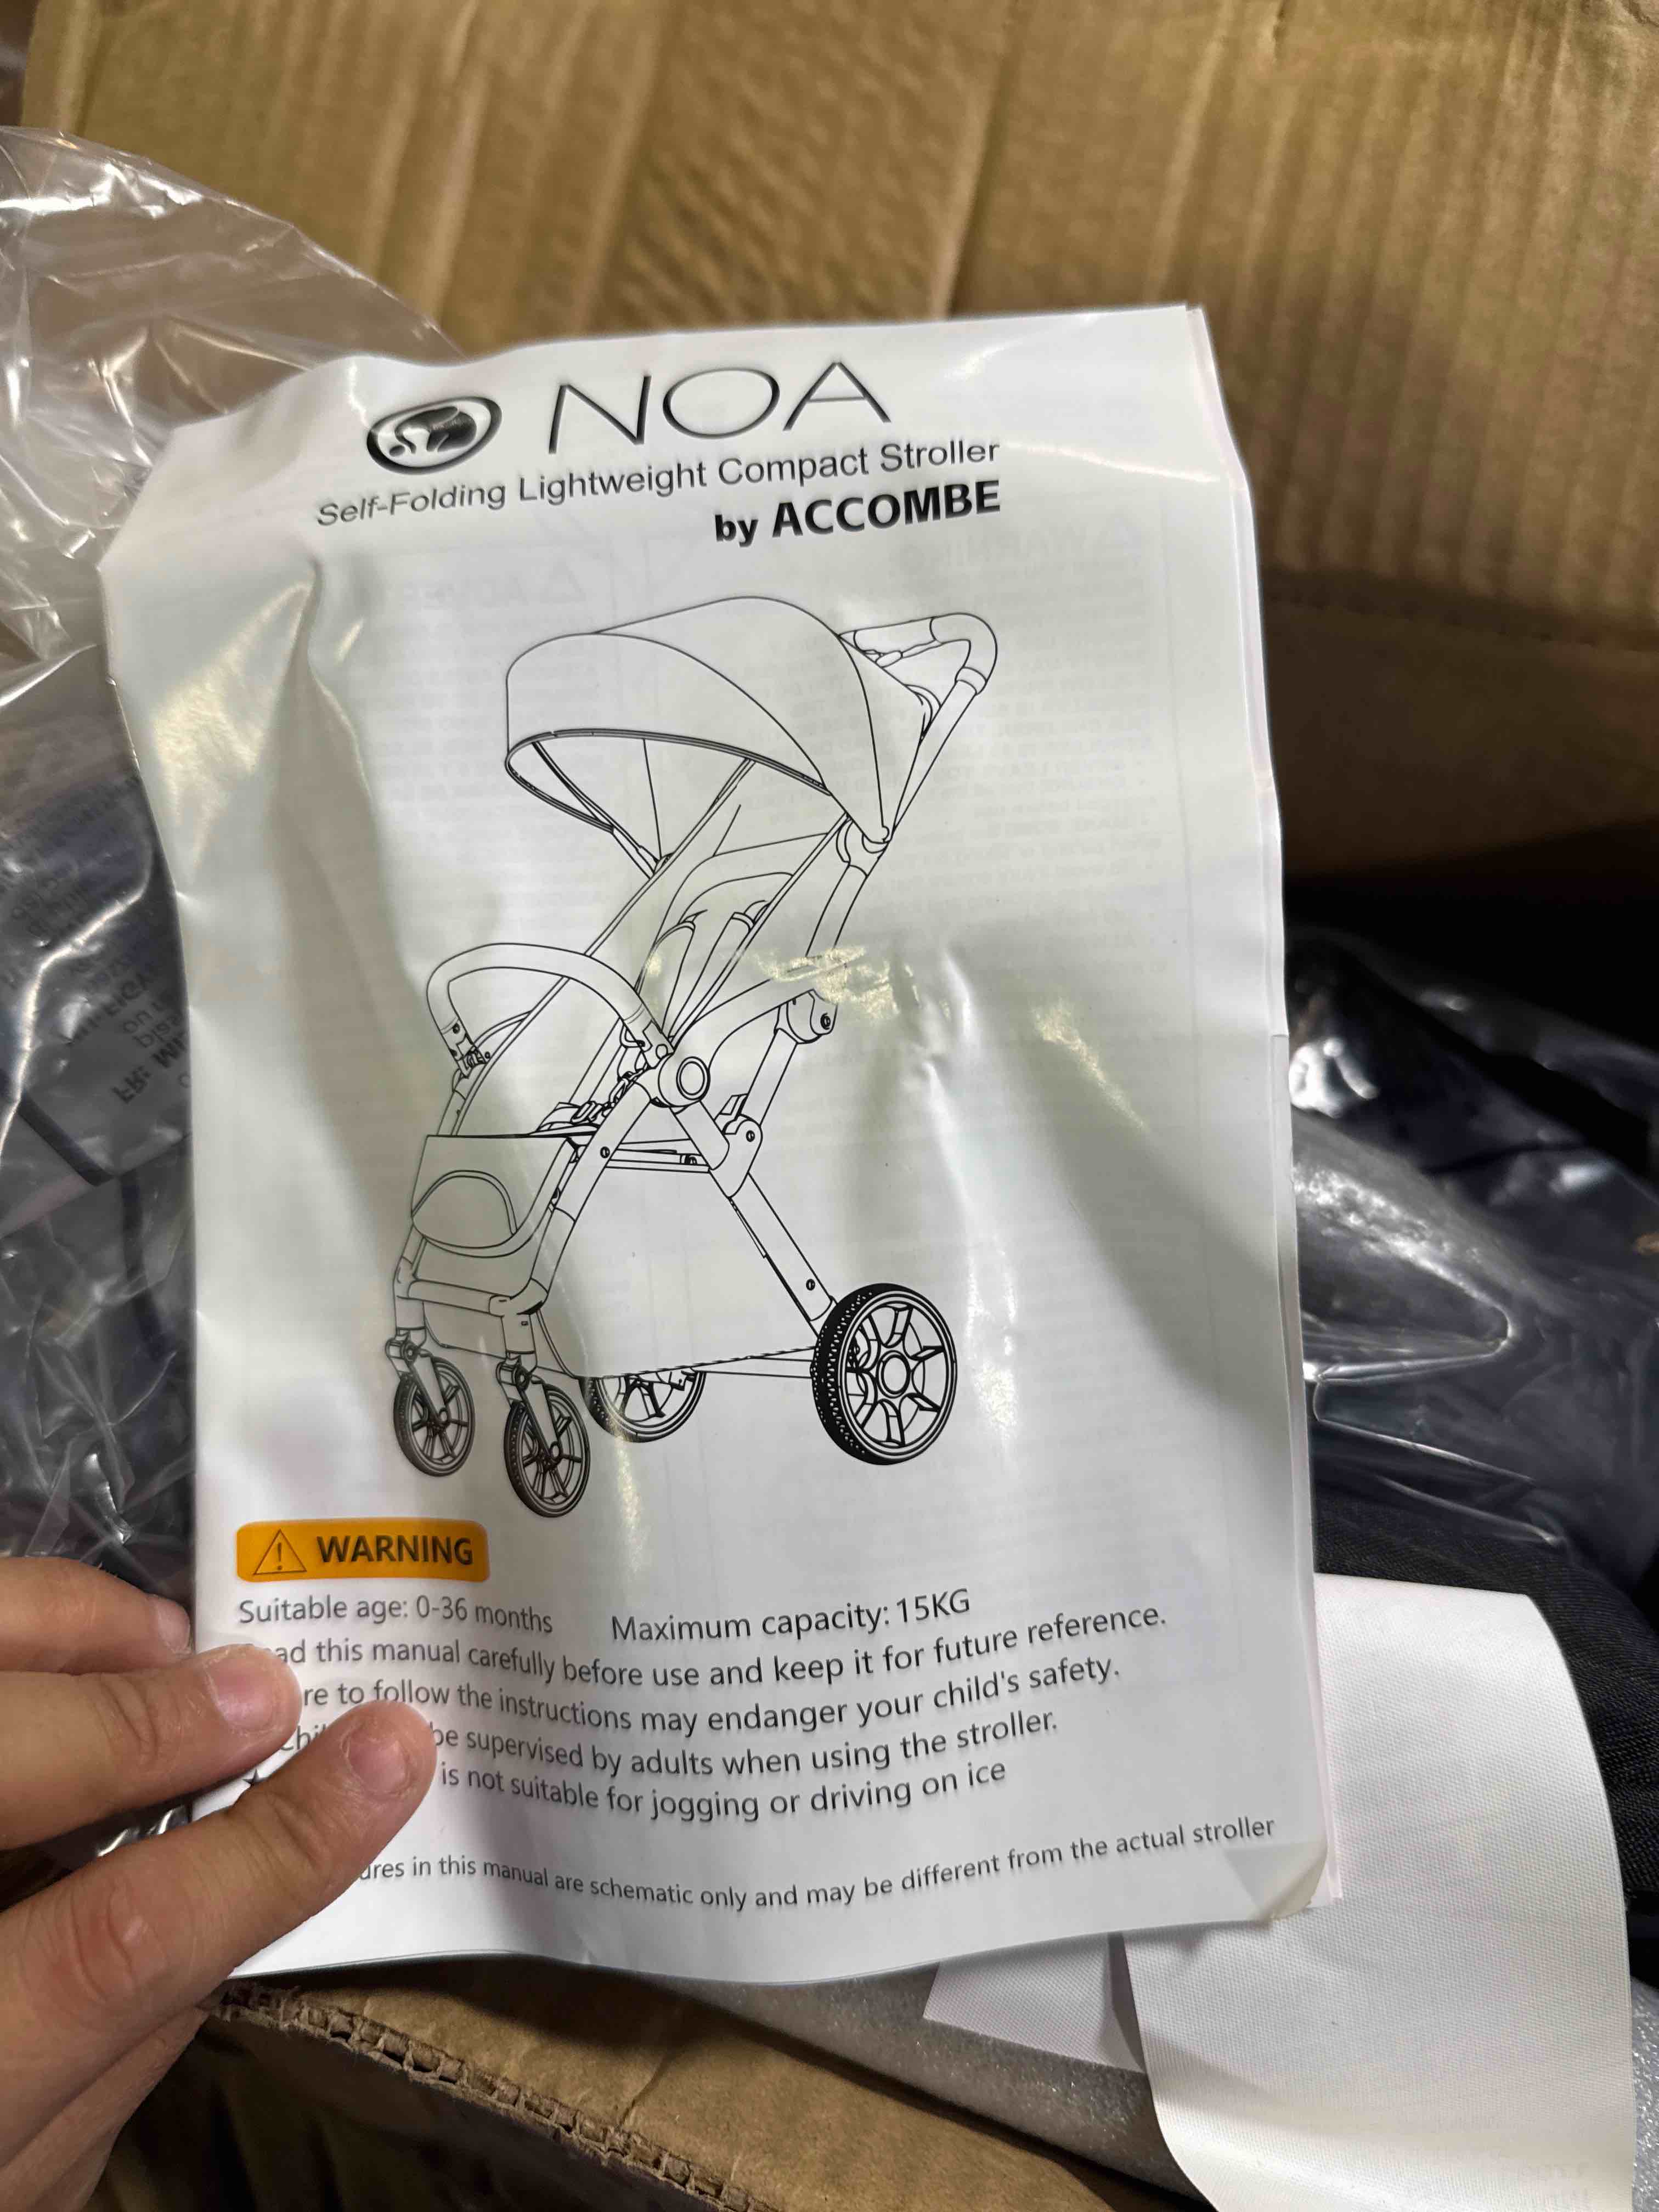 NOA
Self-Folding Lightweight Compact Stroller
by ACCOMBE
WARNING
Suitable age: 0-36 months Maximum capacity: 15KG
this manual carefully before use and keep it for future reference.
to follow the instructions may endanger your child's safety.
be supervised by adults when using the stroller.
is not suitable for jogging or driving on ice
in this manual are schematic only and may be different from the actual stroller